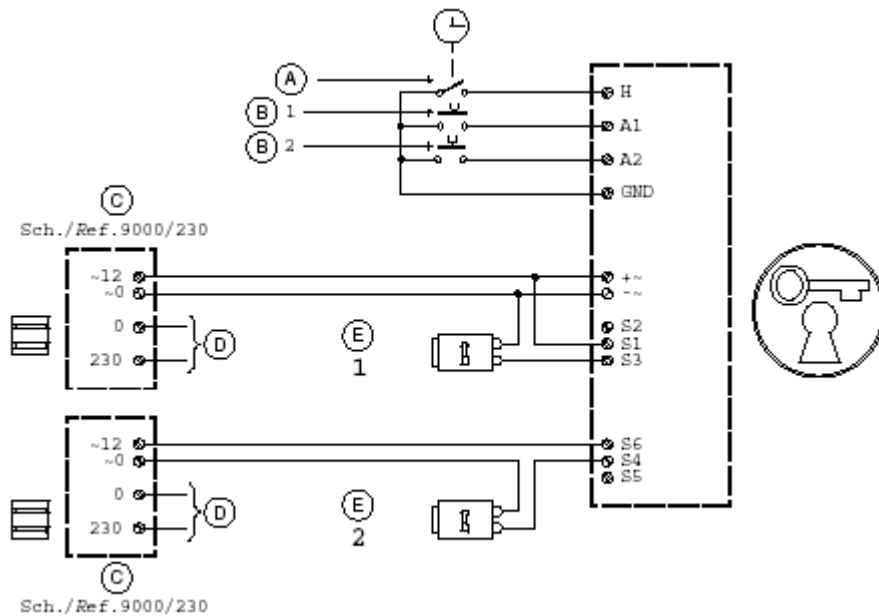 A
H
B 1
A1
B 2
A2
GND
C
Sch./Ref.9000/230
~12
~0
0
230
D
E
1
+~
-~
S2
S1
S3
~12
~0
0
230
D
E
2
S6
S4
S5
C
Sch./Ref.9000/230